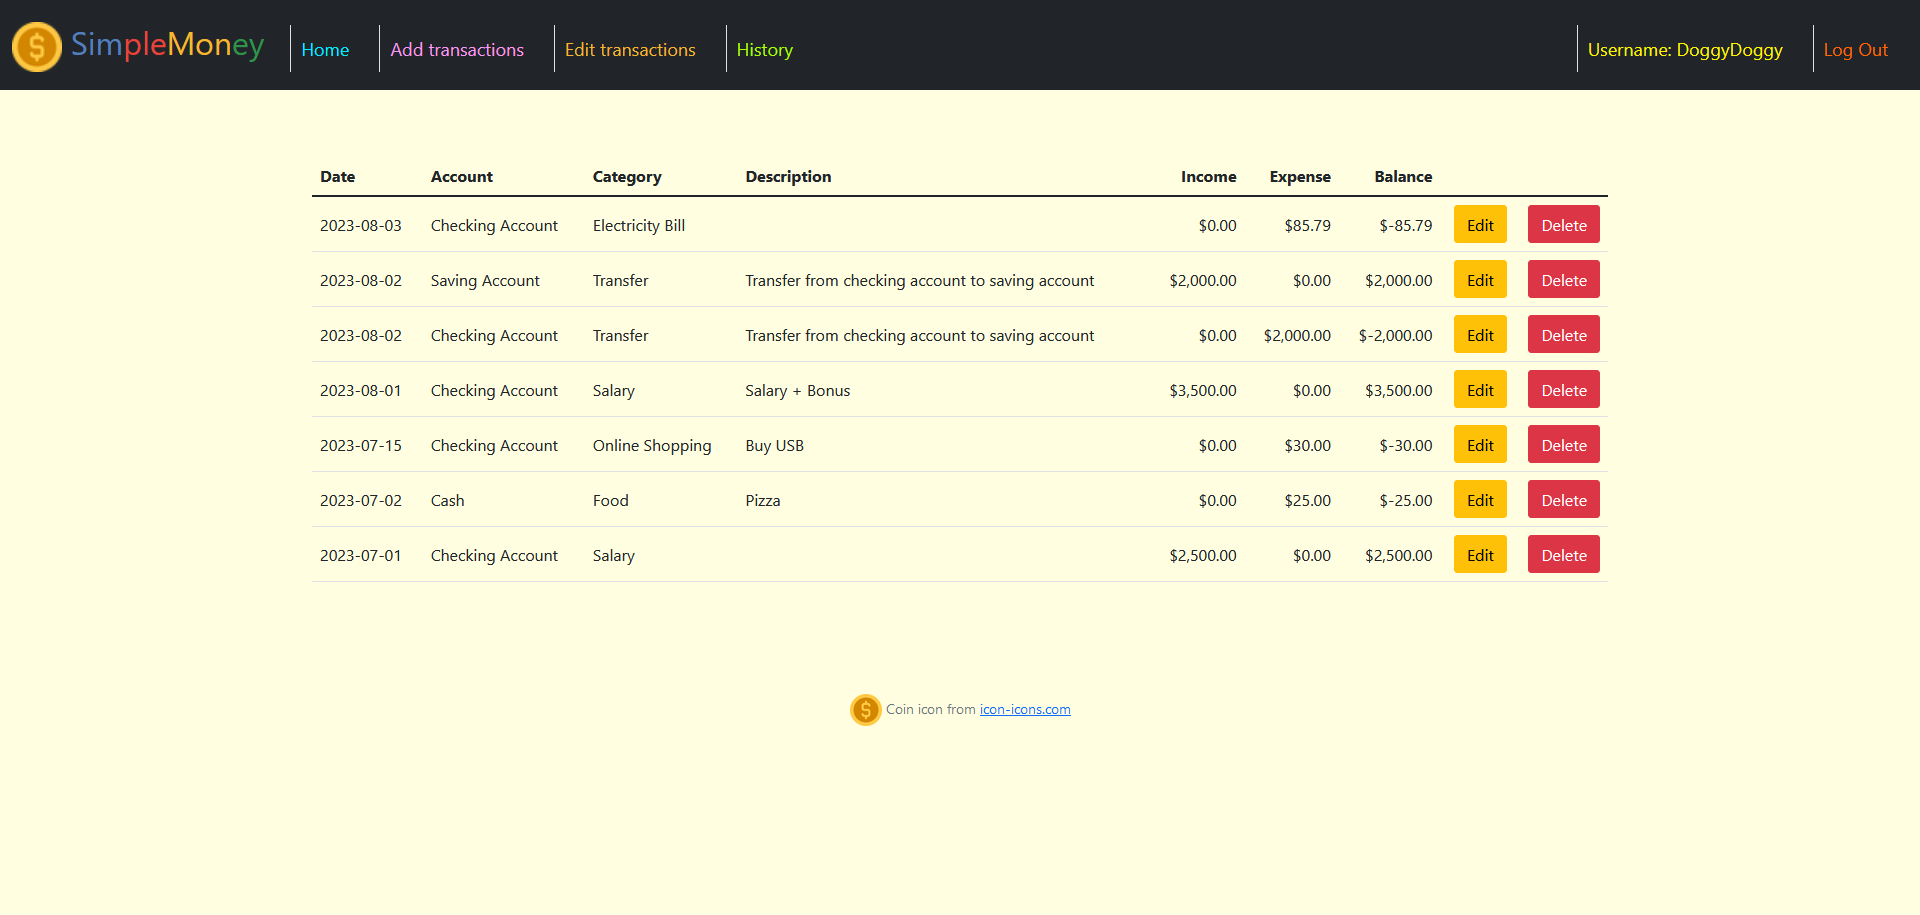 SimpleMoney Home Add transactions Edit transactions History Username: DoggyDoggy Log Out
Date Account Category Description Income Expense Balance
2023-08-03 Checking Account Electricity Bill $0.00 $85.79 $-85.79 Edit Delete
2023-08-02 Saving Account Transfer Transfer from checking account to saving account $2,000.00 $0.00 $2,000.00 Edit Delete
2023-08-02 Checking Account Transfer Transfer from checking account to saving account $0.00 $2,000.00 $-2,000.00 Edit Delete
2023-08-01 Checking Account Salary Salary + Bonus $3,500.00 $0.00 $3,500.00 Edit Delete
2023-07-15 Checking Account Online Shopping Buy USB $0.00 $30.00 $-30.00 Edit Delete
2023-07-02 Cash Food Pizza $0.00 $25.00 $-25.00 Edit Delete
2023-07-01 Checking Account Salary $2,500.00 $0.00 $2,500.00 Edit Delete
Coin icon from icon-icons.com